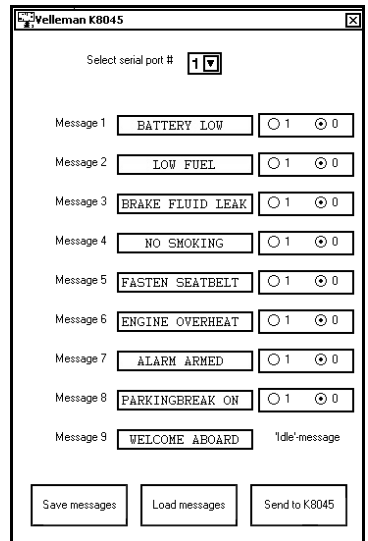 Velleman K8045
Select serial port # 1
Message 1 BATTERY LOW 1 0
Message 2 LOW FUEL 1 0
Message 3 BRAKE FLUID LEAK 1 0
Message 4 NO SMOKING 1 0
Message 5 FASTEN SEATBELT 1 0
Message 6 ENGINE OVERHEAT 1 0
Message 7 ALARM ARMED 1 0
Message 8 PARKINGBREAK ON 1 0
Message 9 WELCOME ABOARD 'Idle'-message
Save messages Load messages Send to K8045